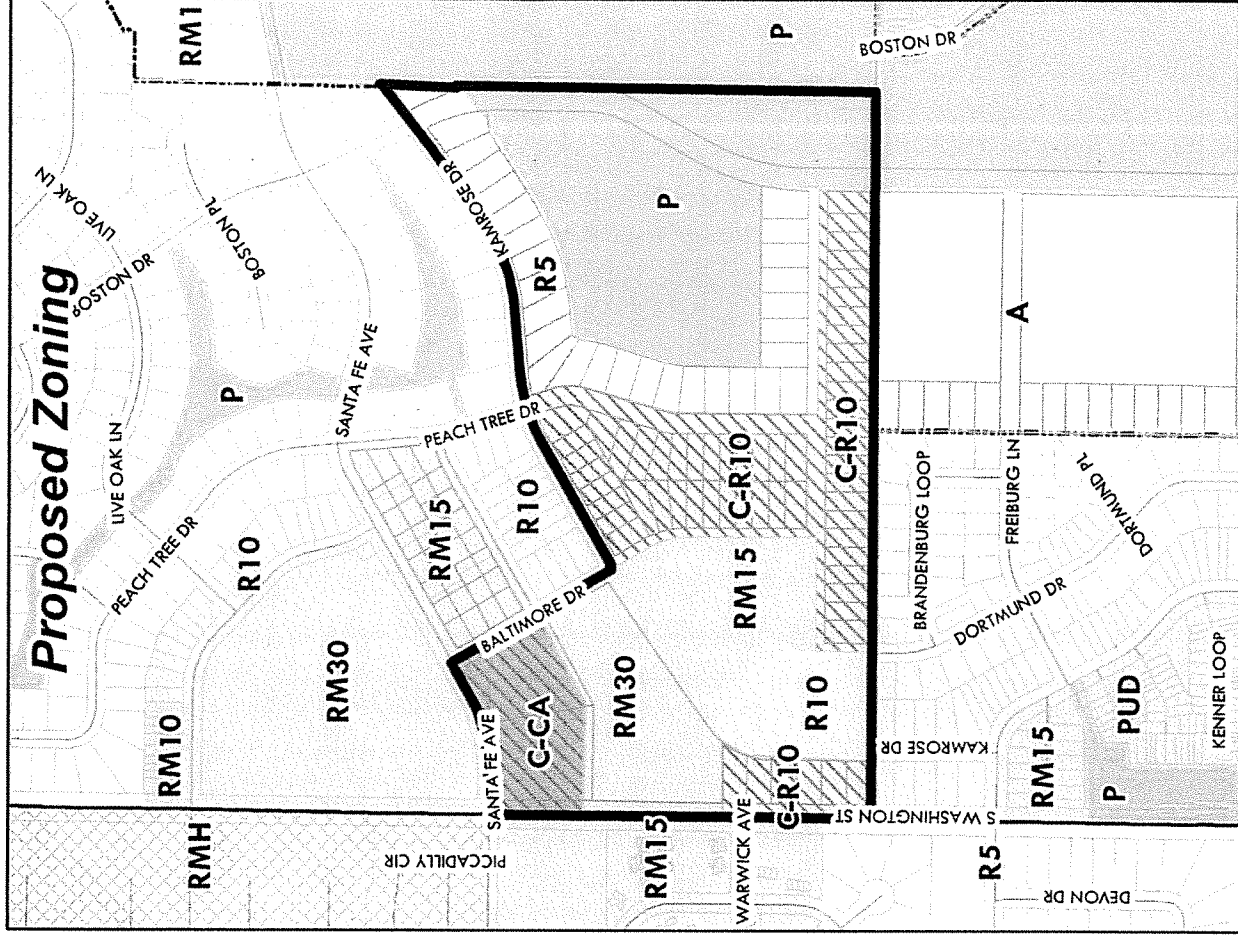 Proposed Zoning
RM1
P
BOSTON DR
LIVE OAK LN
BOSTON DR
BOSTON PL
KAMROSE DR
P
R5
SANTA FE AVE
P
LIVE OAK LN
PEACH TREE DR
PEACH TREE DR
R10
RM15
R10
C-R10
C-R10
A
BRANDENBURG LOOP
FREIBURG LN
DORTMUND PL
BALTIMORE DR
RM15
DORTMUND DR
RM30
RM30
C-CA
R10
RM10
SANTA FE AVE
KAMROSE DR
PUD
KENNER LOOP
RM15
P
C-R10
S WASHINGTON ST
RMH
PICCADILLY CIR
RM15
WARWICK AVE
R5
DEVON DR